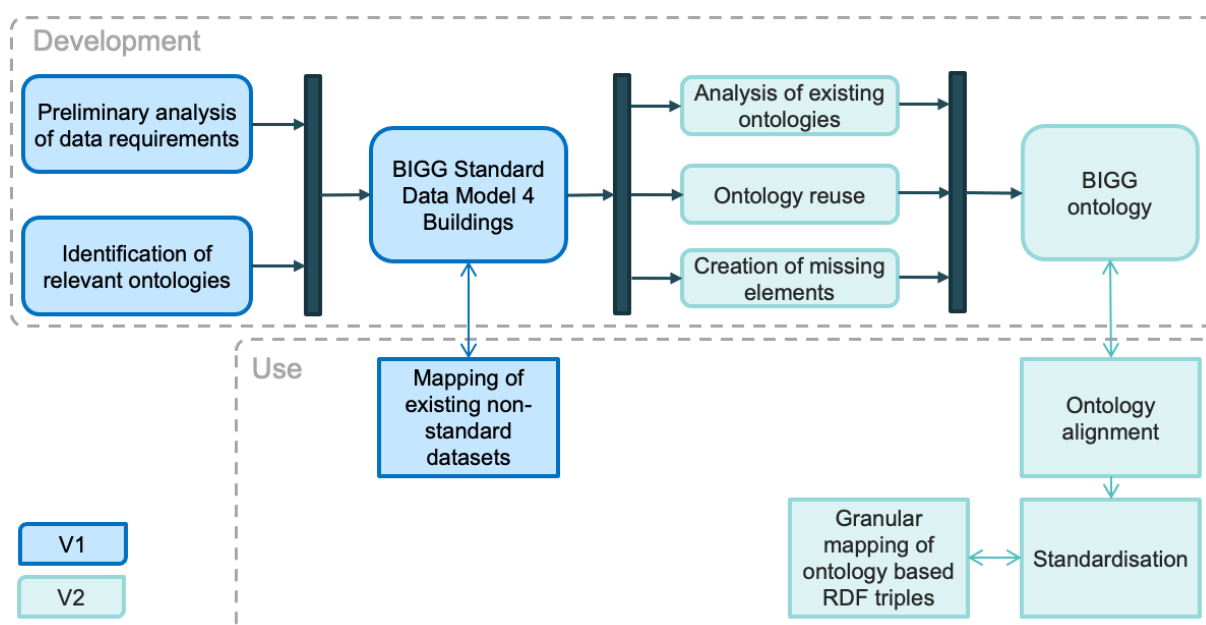 Development
Preliminary analysis
of data requirements
Identification of
relevant ontologies
BIGG Standard
Data Model 4
Buildings
Analysis of existing
ontologies
Ontology reuse
Creation of missing
elements
BIGG
ontology
Use
Mapping of
existing non-
standard
datasets
Ontology
alignment
Granular
mapping of
ontology based
RDF triples
Standardisation
V1
V2